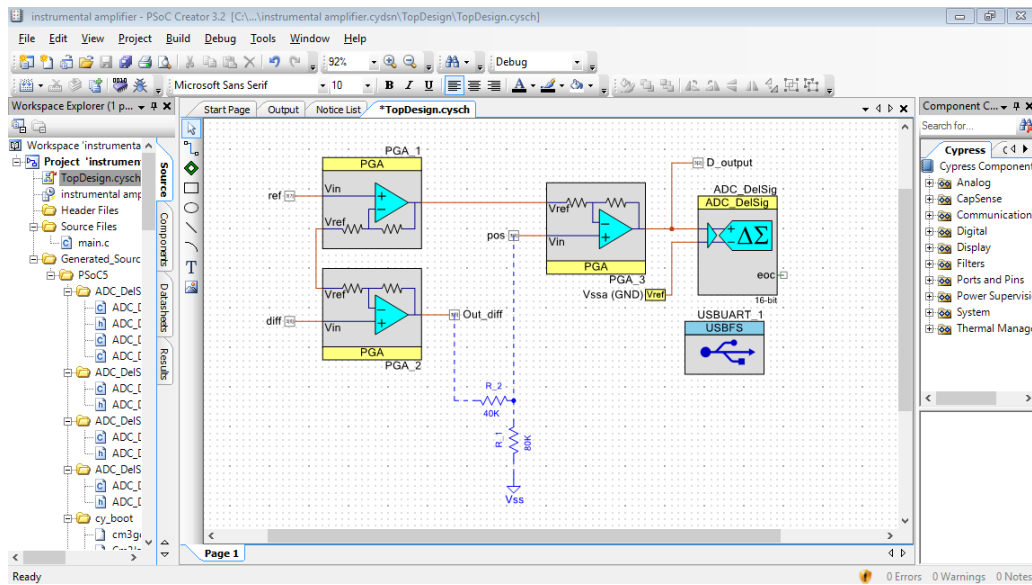 instrumental amplifier - PSoC Creator 3.2 [C:\...\instrumental amplifier.cydsn\TopDesign\TopDesign.cysch]
File Edit View Project Build Debug Tools Window Help
92% Debug
Microsoft Sans Serif 10 B I U
Workspace Explorer (1 p...
Start Page Output Notice List *TopDesign.cysch
Component C...
Search for...
Workspace 'instrumenta
Project 'instrumen
TopDesign.cysch
instrumental amp
Header Files
Source Files
main.c
Generated_Sourc
PSoC5
ADC_DelS
ADC_D
ADC_D
ADC_D
ADC_D
ADC_DelS
ADC_D
ADC_D
ADC_DelS
ADC_D
ADC_D
ADC_DelS
ADC_D
ADC_D
cy_boot
cm3g
Source
Components
Datasheets
Results
T
PGA_1
PGA
ref
Vin
Vref
Vref
diff
Vin
PGA
PGA_2
Out_diff
R_2
40K
R_1
80K
Vss
pos
Vref
Vin
PGA
PGA_3
D_output
ADC_DelSig
ADC_DelSig
ΔΣ
eoc
16-bit
Vssa (GND) Vref
USBUART_1
USBFS
Cypress
Cypress Component
Analog
CapSense
Communication
Digital
Display
Filters
Ports and Pins
Power Supervisi
System
Thermal Manag
Page 1
Ready
0 Errors 0 Warnings 0 Notes